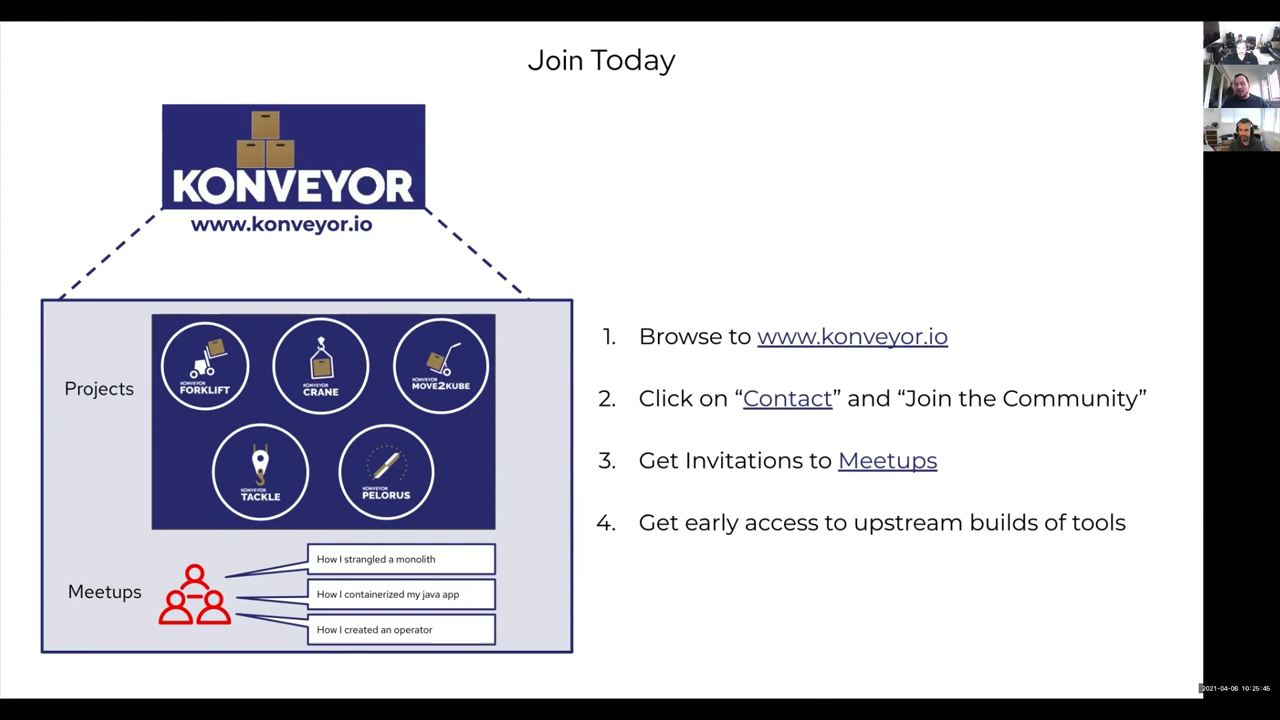 Join Today
KONVEYOR
www.konveyor.io
Projects
KONVEYOR
FORKLIFT
KONVEYOR
CRANE
KONVEYOR
MOVE2KUBE
KONVEYOR
TACKLE
KONVEYOR
PELORUS
Meetups
How I strangled a monolith
How I containerized my java app
How I created an operator
1. Browse to www.konveyor.io
2. Click on “Contact” and “Join the Community”
3. Get Invitations to Meetups
4. Get early access to upstream builds of tools
2021-04-08 10:25:45